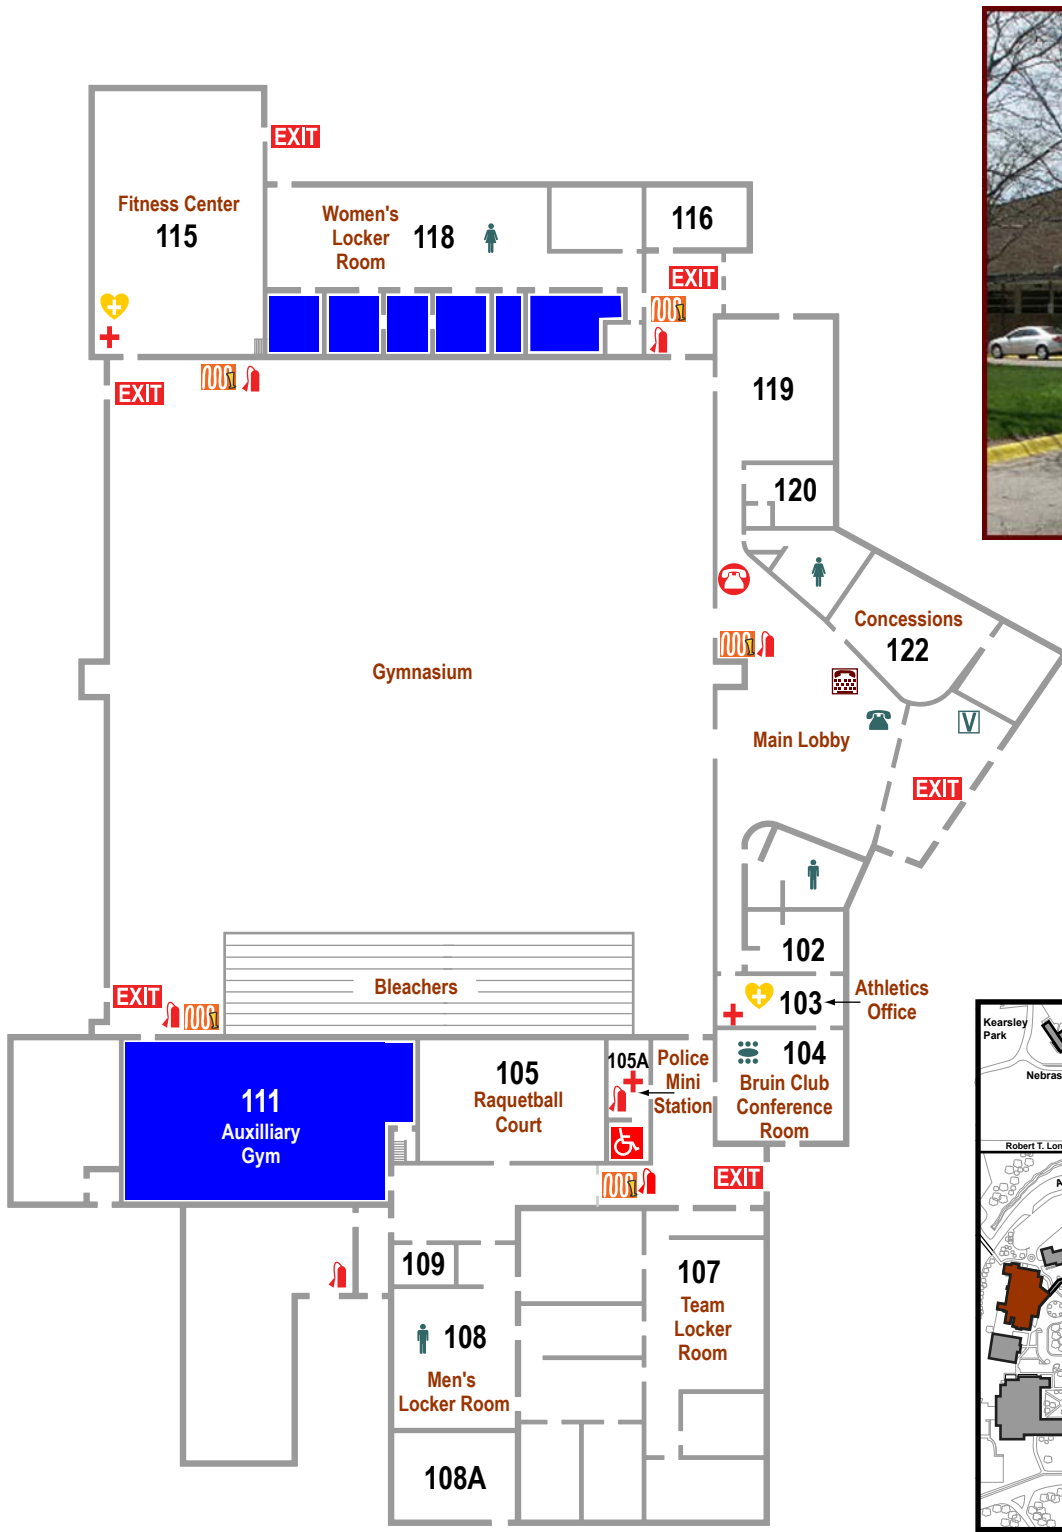 EXIT
Fitness Center
115
Women's
Locker
Room
118
116
EXIT
EXIT
119
120
Concessions
122
Gymnasium
Main Lobby
V
EXIT
102
Bleachers
EXIT
103
Athletics
Office
104
Bruin Club
Conference
Room
105A
Police
Mini
Station
105
Raquetball
Court
111
Auxilliary
Gym
EXIT
109
107
Team
Locker
Room
108
Men's
Locker Room
108A
Kearsley
Park
Nebras
Robert T. Lon
A